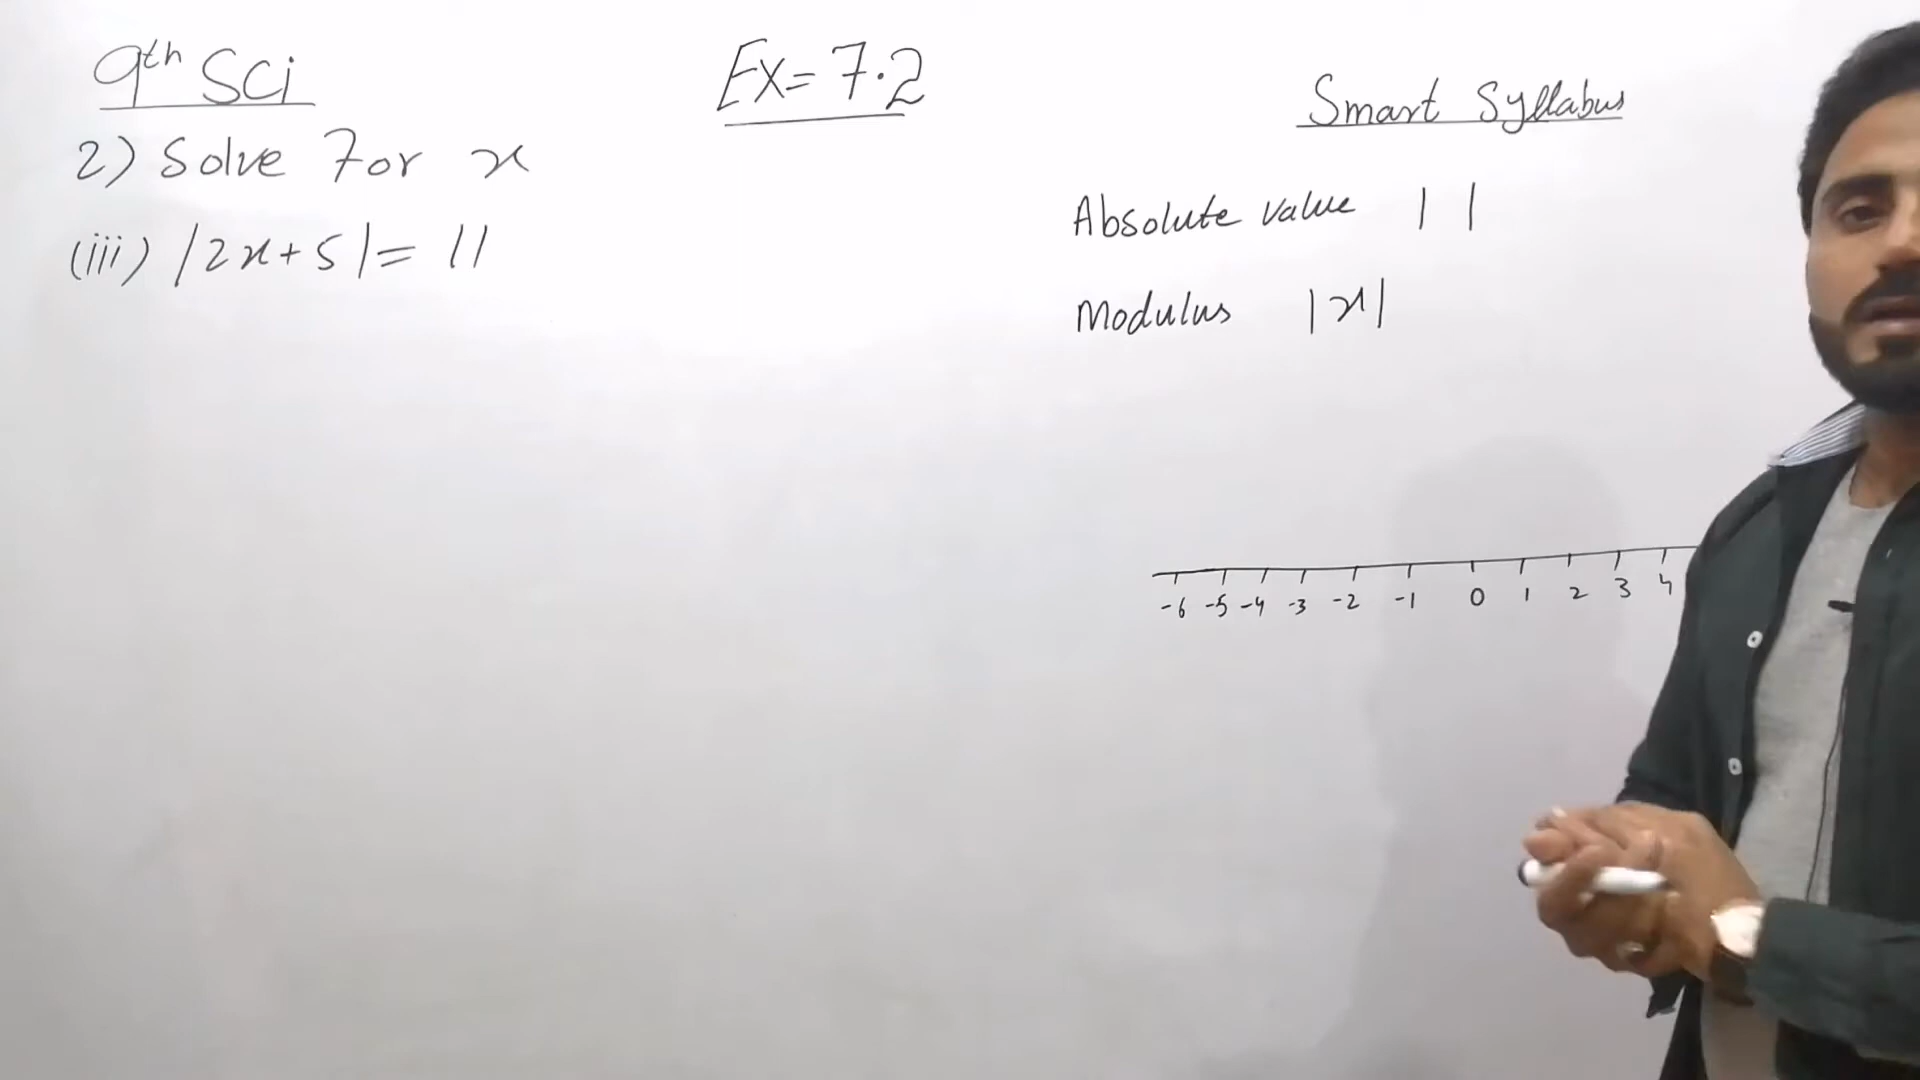 9th Sci
Ex = 7.2
Smart Syllabus
2) Solve For x
(iii) |2x+5| = 11
Absolute value | |
Modulus |x|
-6 -5 -4 -3 -2 -1 0 1 2 3 4